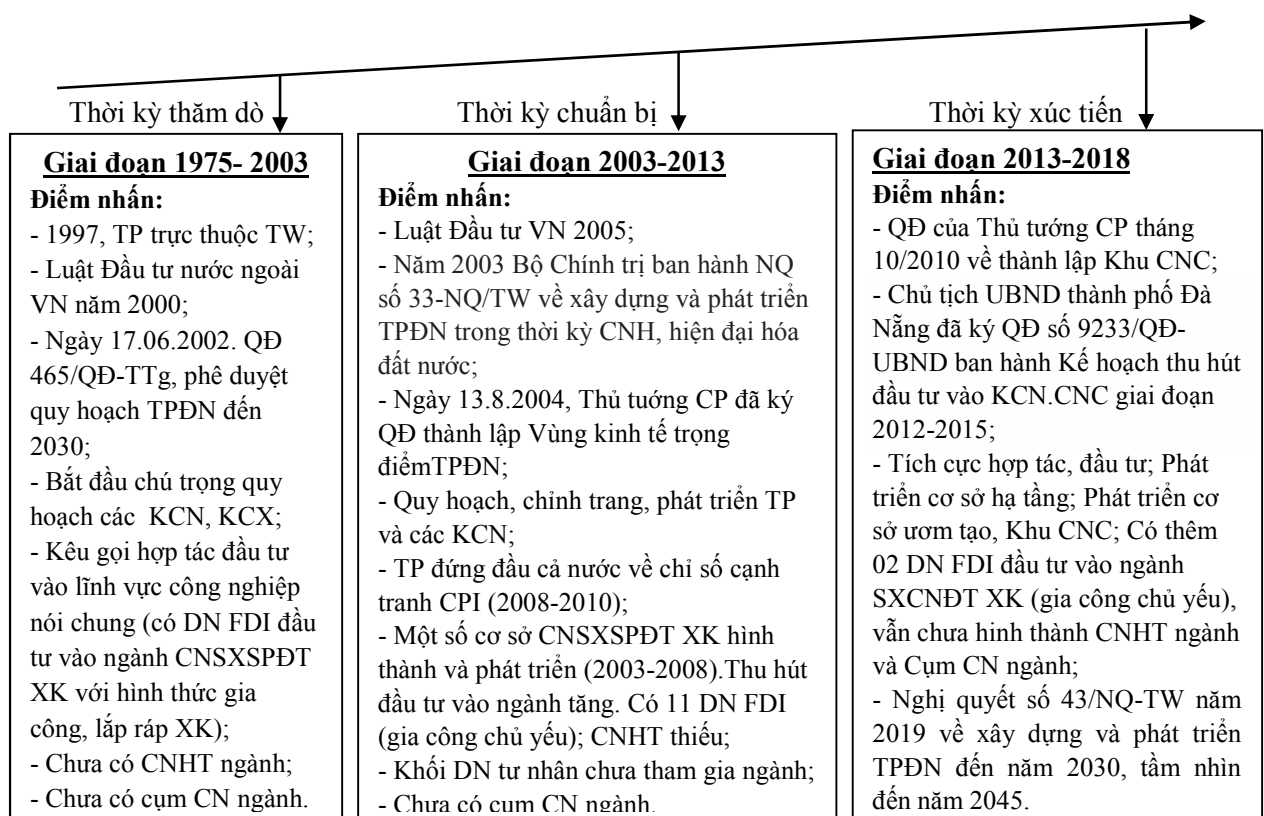 Thời kỳ thăm dò
Thời kỳ chuẩn bị
Thời kỳ xúc tiến
Giai đoạn 1975- 2003
Điểm nhấn:
- 1997, TP trực thuộc TW;
- Luật Đầu tư nước ngoài
VN năm 2000;
- Ngày 17.06.2002. QĐ
465/QĐ-TTg, phê duyệt
quy hoạch TPĐN đến
2030;
- Bắt đầu chú trọng quy
hoạch các KCN, KCX;
- Kêu gọi hợp tác đầu tư
vào lĩnh vực công nghiệp
nói chung (có DN FDI đầu
tư vào ngành CNSXSPĐT
XK với hình thức gia
công, lắp ráp XK);
- Chưa có CNHT ngành;
- Chưa có cụm CN ngành.
Giai đoạn 2003-2013
Điểm nhấn:
- Luật Đầu tư VN 2005;
- Năm 2003 Bộ Chính trị ban hành NQ
số 33-NQ/TW về xây dựng và phát triển
TPĐN trong thời kỳ CNH, hiện đại hóa
đất nước;
- Ngày 13.8.2004, Thủ tuớng CP đã ký
QĐ thành lập Vùng kinh tế trọng
điểmTPĐN;
- Quy hoạch, chỉnh trang, phát triển TP
và các KCN;
- TP đứng đầu cả nước về chỉ số cạnh
tranh CPI (2008-2010);
- Một số cơ sở CNSXSPĐT XK hình
thành và phát triển (2003-2008).Thu hút
đầu tư vào ngành tăng. Có 11 DN FDI
(gia công chủ yếu); CNHT thiếu;
- Khối DN tư nhân chưa tham gia ngành;
- Chưa có cụm CN ngành.
Giai đoạn 2013-2018
Điểm nhấn:
- QĐ của Thủ tướng CP tháng
10/2010 về thành lập Khu CNC;
- Chủ tịch UBND thành phố Đà
Nẵng đã ký QĐ số 9233/QĐ-
UBND ban hành Kế hoạch thu hút
đầu tư vào KCN.CNC giai đoạn
2012-2015;
- Tích cực hợp tác, đầu tư; Phát
triển cơ sở hạ tầng; Phát triển cơ
sở ươm tạo, Khu CNC; Có thêm
02 DN FDI đầu tư vào ngành
SXCNĐT XK (gia công chủ yếu),
vẫn chưa hinh thành CNHT ngành
và Cụm CN ngành;
- Nghị quyết số 43/NQ-TW năm
2019 về xây dựng và phát triển
TPĐN đến năm 2030, tầm nhìn
đến năm 2045.